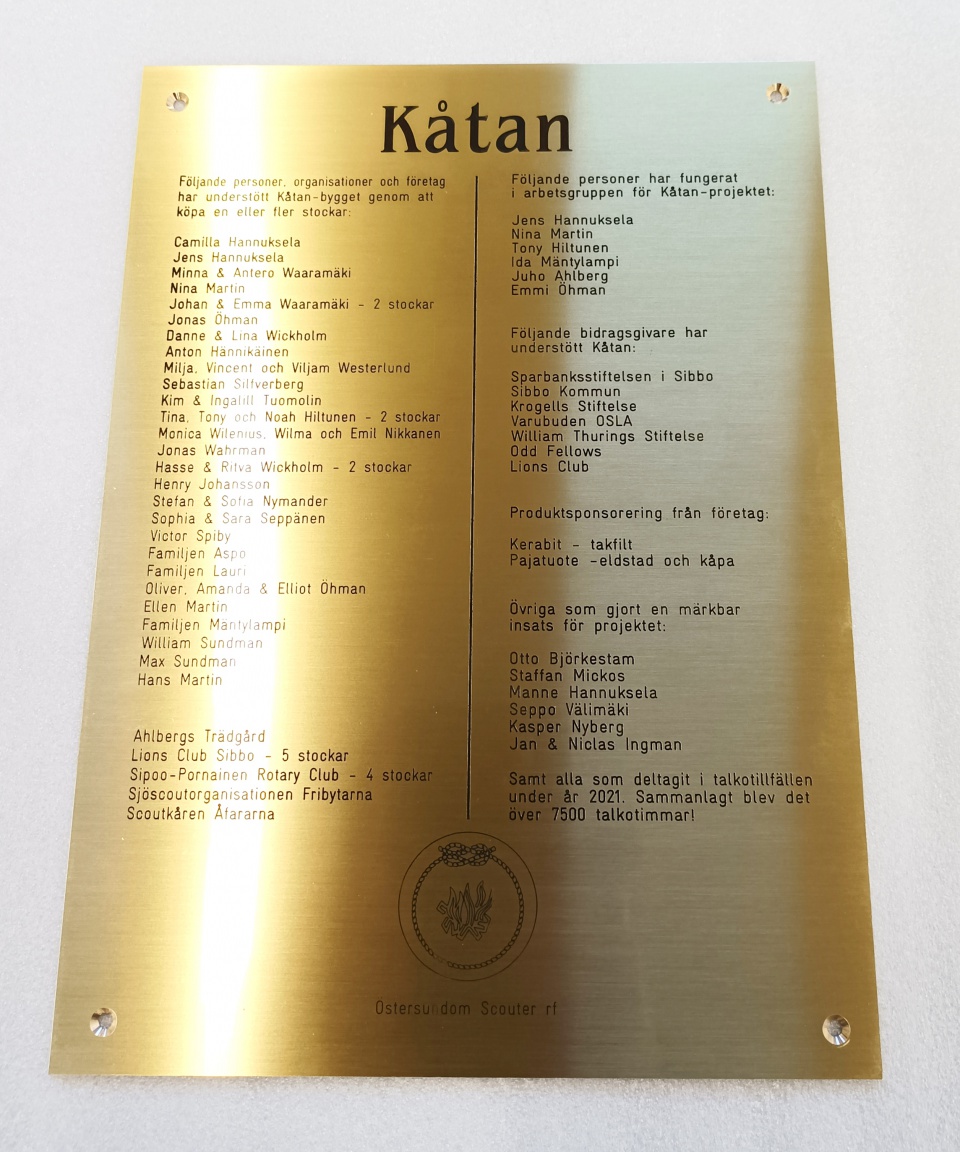 Kåtan
Följande personer, organisationer och företag
har understött Kåtan-bygget genom att
köpa en eller fler stockar:
Camilla Hannuksela
Jens Hannuksela
Minna & Antero Waaramäki
Nina Martin
Johan & Emma Waaramäki - 2 stockar
Jonas Öhman
Danne & Lina Wickholm
Anton Hännikäinen
Milja, Vincent och Viljam Westerlund
Sebastian Silfverberg
Kim & Ingalill Tuomolin
Tina, Tony och Noah Hiltunen - 2 stockar
Monica Wilenius, Wilma och Emil Nikkanen
Jonas Wahrman
Hasse & Ritva Wickholm - 2 stockar
Henry Johansson
Stefan & Sofia Nymander
Sophia & Sara Seppänen
Victor Spiby
Familjen Aspo
Familjen Lauri
Oliver, Amanda & Elliot Öhman
Ellen Martin
Familjen Mäntylampi
William Sundman
Max Sundman
Hans Martin
Ahlbergs Trädgård
Lions Club Sibbo - 5 stockar
Sipoo-Pornainen Rotary Club - 4 stockar
Sjöscoutorganisationen Fribytarna
Scoutkåren Åfararna
Följande personer har fungerat
i arbetsgruppen för Kåtan-projektet:
Jens Hannuksela
Nina Martin
Tony Hiltunen
Ida Mäntylampi
Juho Ahlberg
Emmi Öhman
Följande bidragsgivare har
understött Kåtan:
Sparbanksstiftelsen i Sibbo
Sibbo Kommun
Krogells Stiftelse
Varubuden OSLA
William Thurings Stiftelse
Odd Fellows
Lions Club
Produktsponsorering från företag:
Kerabit - takfilt
Pajatuote -eldstad och kåpa
Övriga som gjort en märkbar
insats för projektet:
Otto Björkestam
Staffan Mickos
Manne Hannuksela
Seppo Välimäki
Kasper Nyberg
Jan & Niclas Ingman
Samt alla som deltagit i talkotillfällen
under år 2021. Sammanlagt blev det
över 7500 talkotimmar!
Östersundom Scouter rf